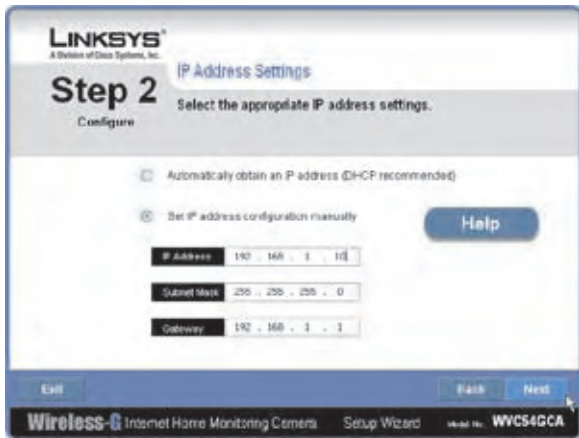 LINKSYS®
A Division of Cisco Systems, Inc.
Step 2
Configure
IP Address Settings
Select the appropriate IP address settings.
Automatically obtain an IP address (DHCP recommended)
Set IP address configuration manually
Help
IP Address 192 . 168 . 1 . 10
Subnet Mask 255 . 255 . 255 . 0
Gateway 192 . 168 . 1 . 1
Exit
Back Next
Wireless-G Internet Home Monitoring Camera Setup Wizard Model No. WVC54GCA